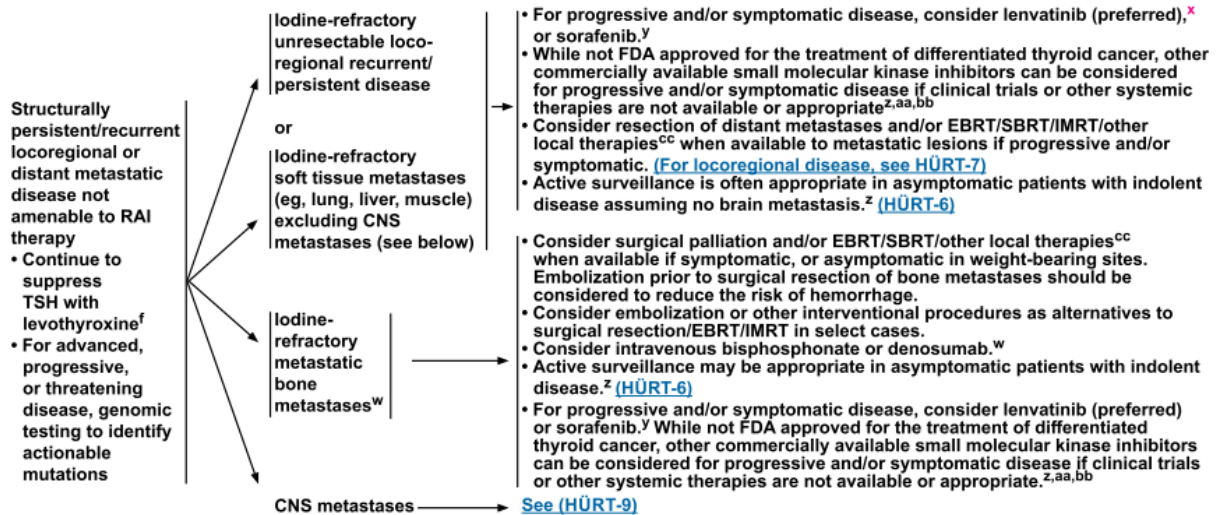 Structurally
persistent/recurrent
locoregional or
distant metastatic
disease not
amenable to RAI
therapy
• Continue to
suppress
TSH with
levothyroxineᶠ
• For advanced,
progressive,
or threatening
disease, genomic
testing to identify
actionable
mutations
Iodine-refractory
unresectable loco-
regional recurrent/
persistent disease
or
Iodine-refractory
soft tissue metastases
(eg, lung, liver, muscle)
excluding CNS
metastases (see below)
• For progressive and/or symptomatic disease, consider lenvatinib (preferred),ˣ
or sorafenib.ʸ
• While not FDA approved for the treatment of differentiated thyroid cancer, other
commercially available small molecular kinase inhibitors can be considered
for progressive and/or symptomatic disease if clinical trials or other systemic
therapies are not available or appropriateᶻ,ᵃᵃ,ᵇᵇ
• Consider resection of distant metastases and/or EBRT/SBRT/IMRT/other
local therapiesᶜᶜ when available to metastatic lesions if progressive and/or
symptomatic. (For locoregional disease, see HÜRT-7)
• Active surveillance is often appropriate in asymptomatic patients with indolent
disease assuming no brain metastasis.ᶻ (HÜRT-6)
Iodine-
refractory
metastatic
bone
metastasesʷ
• Consider surgical palliation and/or EBRT/SBRT/other local therapiesᶜᶜ
when available if symptomatic, or asymptomatic in weight-bearing sites.
Embolization prior to surgical resection of bone metastases should be
considered to reduce the risk of hemorrhage.
• Consider embolization or other interventional procedures as alternatives to
surgical resection/EBRT/IMRT in select cases.
• Consider intravenous bisphosphonate or denosumab.ʷ
• Active surveillance may be appropriate in asymptomatic patients with indolent
disease.ᶻ (HÜRT-6)
• For progressive and/or symptomatic disease, consider lenvatinib (preferred)
or sorafenib.ʸ While not FDA approved for the treatment of differentiated
thyroid cancer, other commercially available small molecular kinase inhibitors
can be considered for progressive and/or symptomatic disease if clinical trials
or other systemic therapies are not available or appropriate.ᶻ,ᵃᵃ,ᵇᵇ
CNS metastases
See (HÜRT-9)